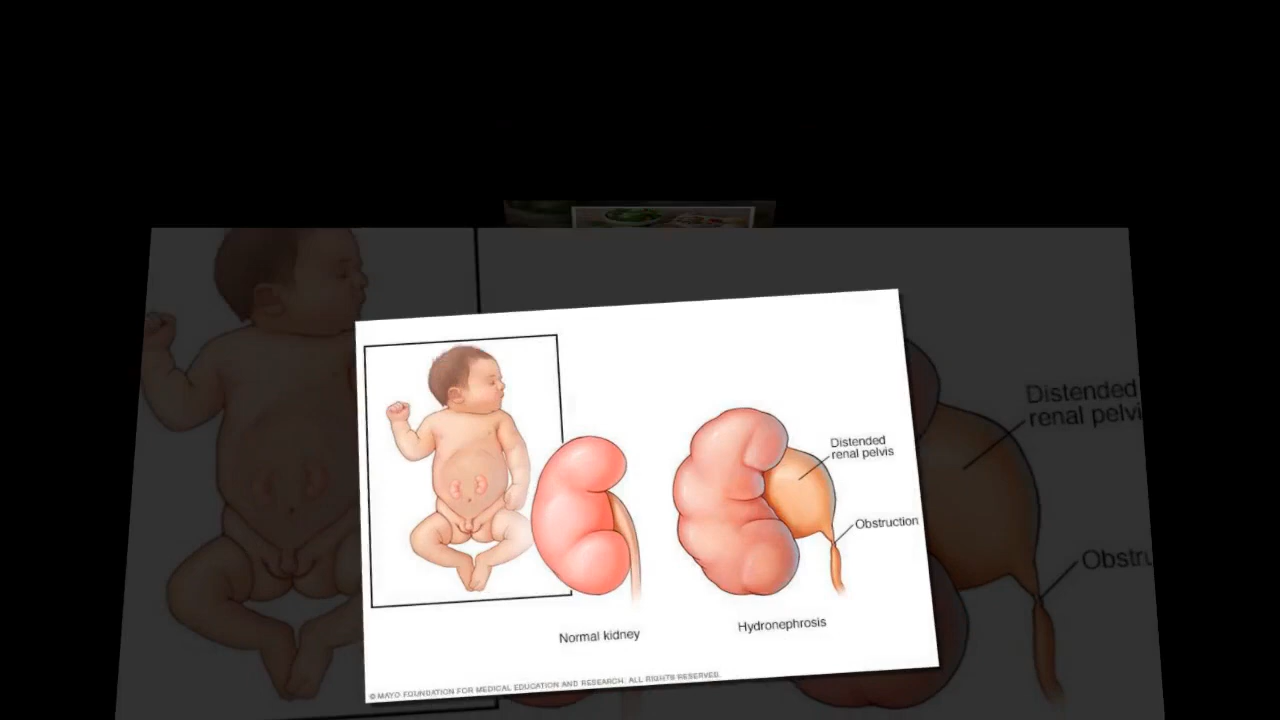 Distended
renal pelvis
Obstruction
Normal kidney
Hydronephrosis
© MAYO FOUNDATION FOR MEDICAL EDUCATION AND RESEARCH. ALL RIGHTS RESERVED.
Distended
renal pelvi
Obstru